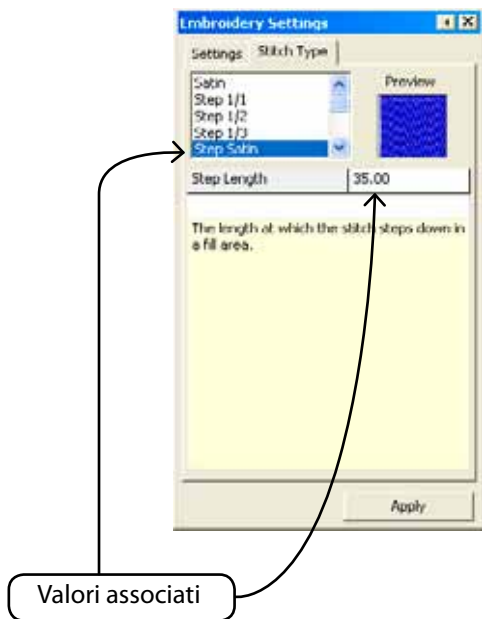 Embroidery Settings
Settings Stitch Type
Satin
Step 1/1
Step 1/2
Step 1/3
Step Satin
Preview
Step Length 35.00
The length at which the stitch steps down in
a fill area.
Apply
Valori associati